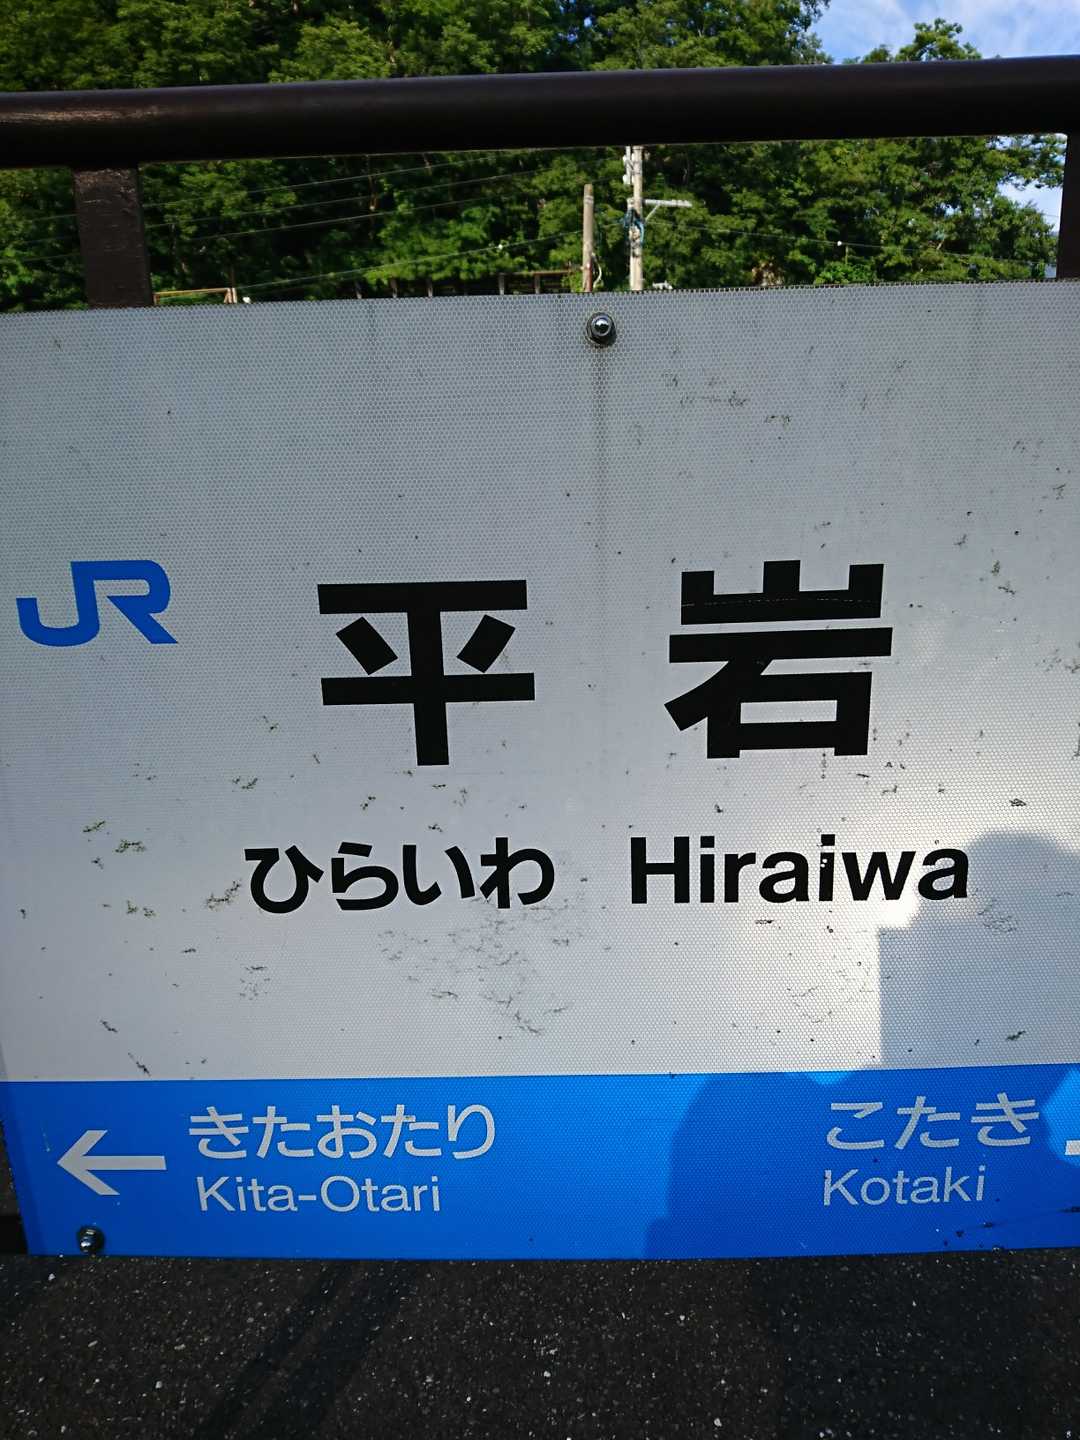 JR
平岩
ひらいわ Hiraiwa
← きたおたり
Kita-Otari
こたき
Kotaki